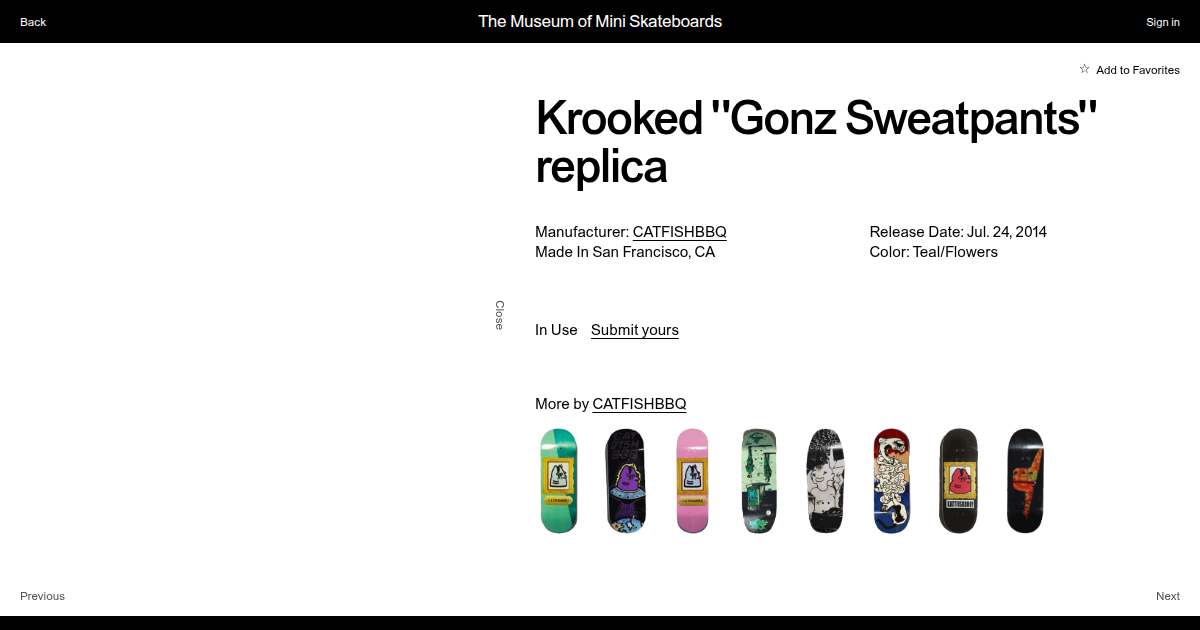 Back
The Museum of Mini Skateboards
Sign in
☆ Add to Favorites
Krooked "Gonz Sweatpants"
replica
Manufacturer: CATFISHBBQ
Release Date: Jul. 24, 2014
Made In San Francisco, CA
Color: Teal/Flowers
Close
In Use Submit yours
More by CATFISHBBQ
Previous
Next